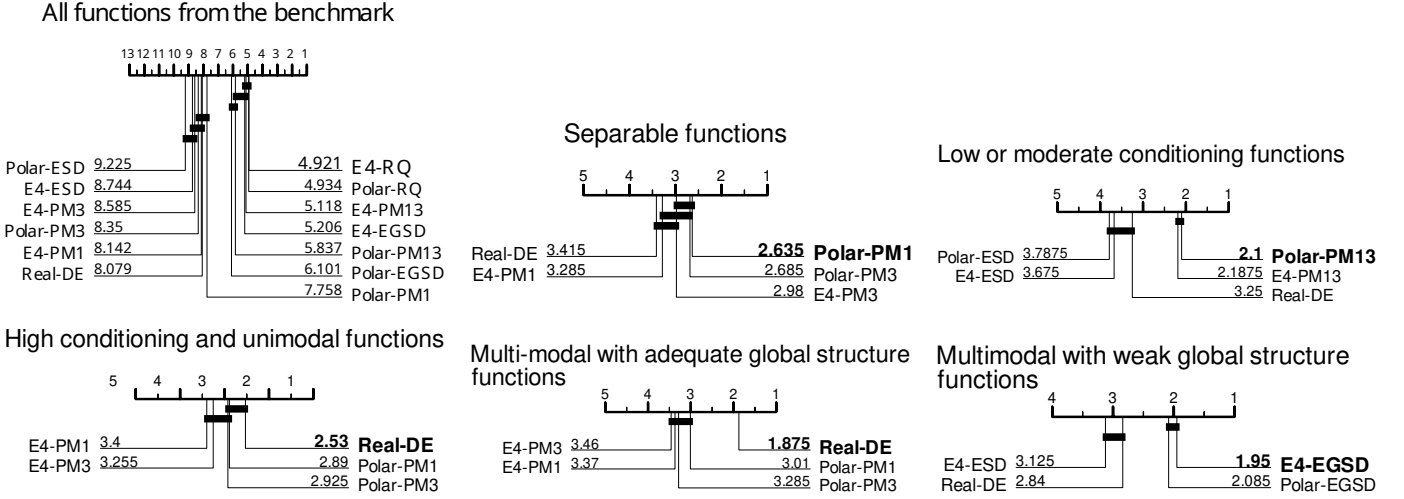 All functions from the benchmark
13 12 11 10 9 8 7 6 5 4 3 2 1
Polar-ESD 9.225
E4-ESD 8.744
E4-PM3 8.585
Polar-PM3 8.35
E4-PM1 8.142
Real-DE 8.079
4.921 E4-RQ
4.934 Polar-RQ
5.118 E4-PM13
5.206 E4-EGSD
5.837 Polar-PM13
6.101 Polar-EGSD
7.758 Polar-PM1
Separable functions
5 4 3 2 1
Real-DE 3.415
E4-PM1 3.285
2.635 Polar-PM1
2.685 Polar-PM3
2.98 E4-PM3
Low or moderate conditioning functions
5 4 3 2 1
Polar-ESD 3.7875
E4-ESD 3.675
2.1 Polar-PM13
2.1875 E4-PM13
3.25 Real-DE
High conditioning and unimodal functions
5 4 3 2 1
E4-PM1 3.4
E4-PM3 3.255
2.53 Real-DE
2.89 Polar-PM1
2.925 Polar-PM3
Multi-modal with adequate global structure
functions
5 4 3 2 1
E4-PM3 3.46
E4-PM1 3.37
1.875 Real-DE
3.01 Polar-PM1
3.285 Polar-PM3
Multimodal with weak global structure
functions
4 3 2 1
E4-ESD 3.125
Real-DE 2.84
1.95 E4-EGSD
2.085 Polar-EGSD